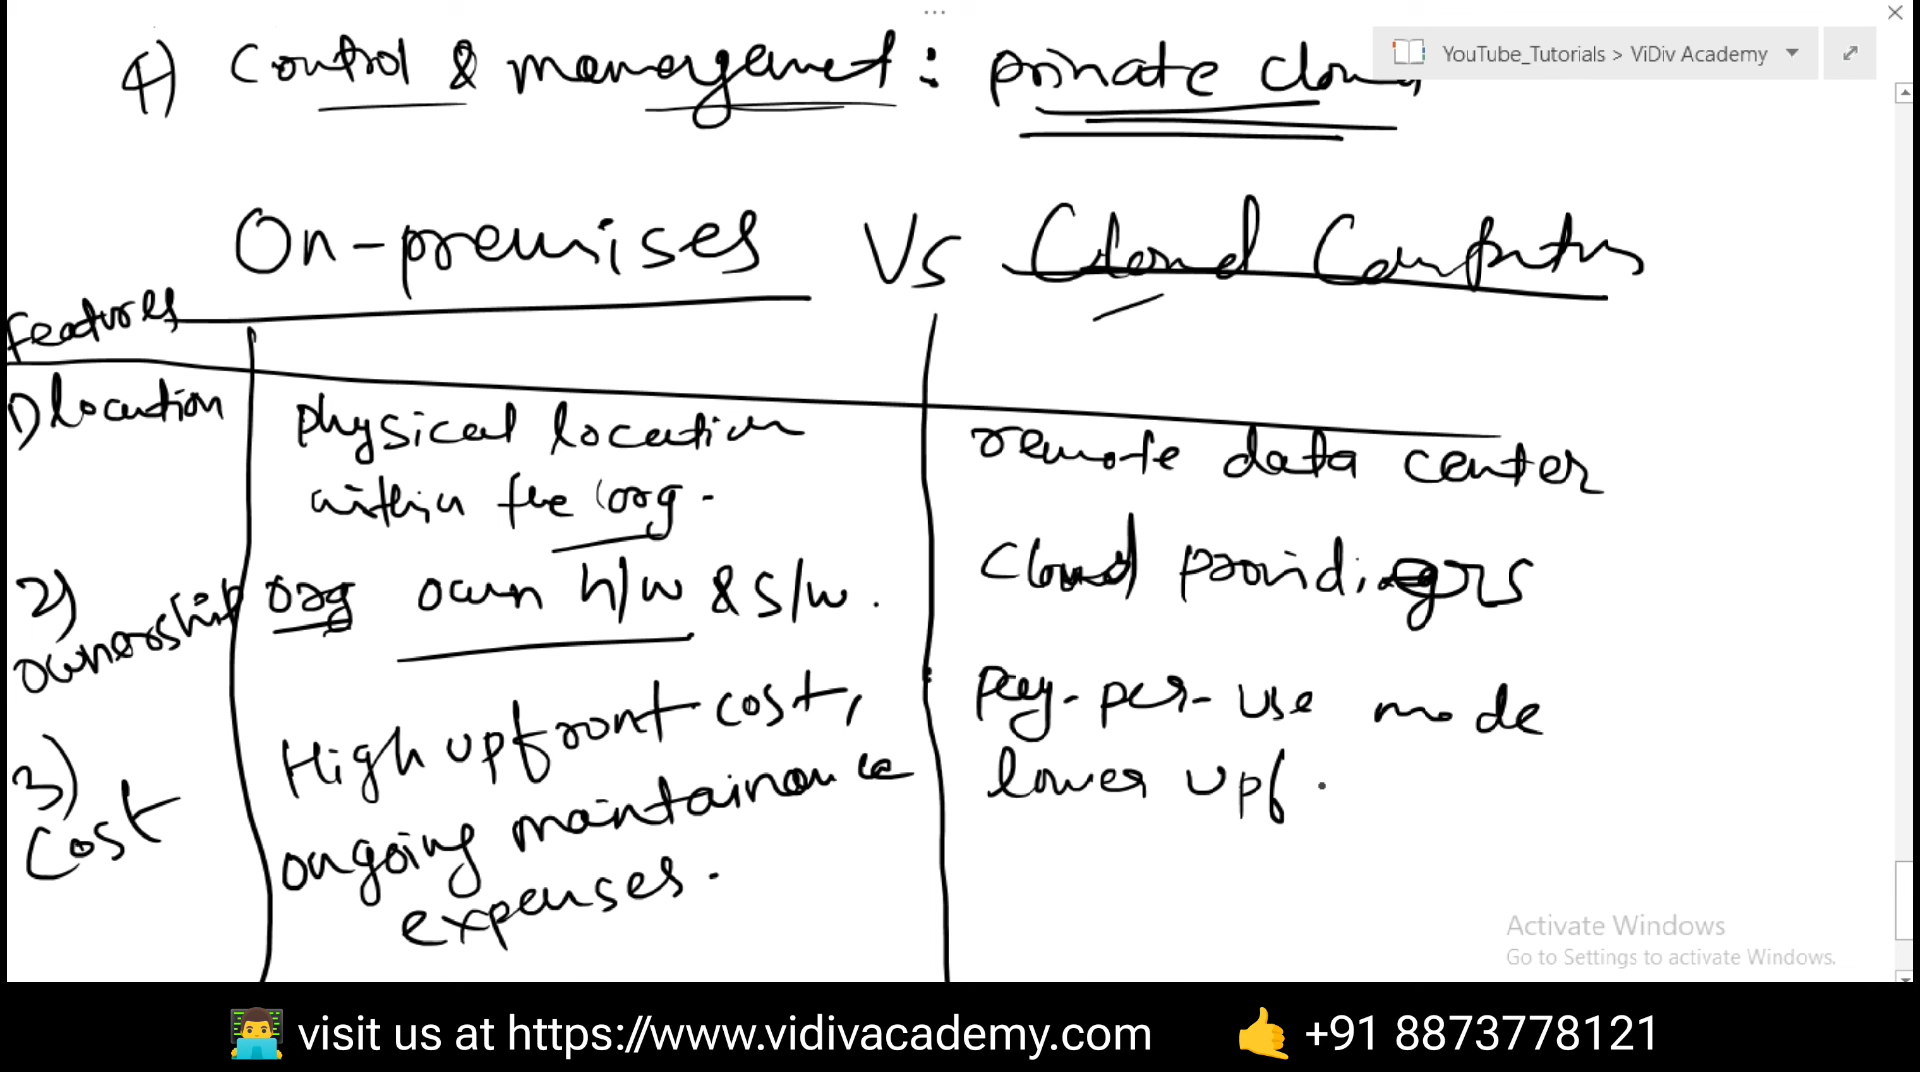 4) Control & management : private cloud
YouTube_Tutorials > ViDiv Academy
On-premises Vs Cloud Computing
features
1) location
physical location
within the org.
remote data center
2) ownership
org own h/w & s/w.
Cloud providers
3) Cost
High upfront cost,
ongoing maintainance
expenses.
pay-per-use mode
lower upf
Activate Windows
Go to Settings to activate Windows.
visit us at https://www.vidivacademy.com +91 8873778121